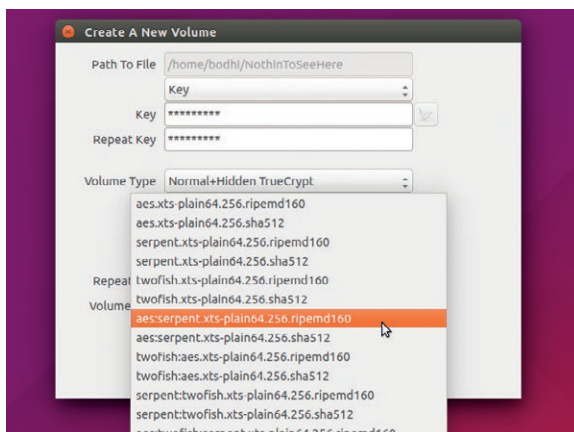 Create A New Volume
Path To File /home/bodhi/NothinToSeeHere
Key
Key *********
Repeat Key *********
Volume Type Normal+Hidden TrueCrypt
aes.xts-plain64.256.ripemd160
aes.xts-plain64.256.sha512
serpent.xts-plain64.256.ripemd160
serpent.xts-plain64.256.sha512
Repeat twofish.xts-plain64.256.ripemd160
twofish.xts-plain64.256.sha512
Volume
aes:serpent.xts-plain64.256.ripemd160
aes:serpent.xts-plain64.256.sha512
twofish:aes.xts-plain64.256.ripemd160
twofish:aes.xts-plain64.256.sha512
serpent:twofish.xts-plain64.256.ripemd160
serpent:twofish.xts-plain64.256.sha512